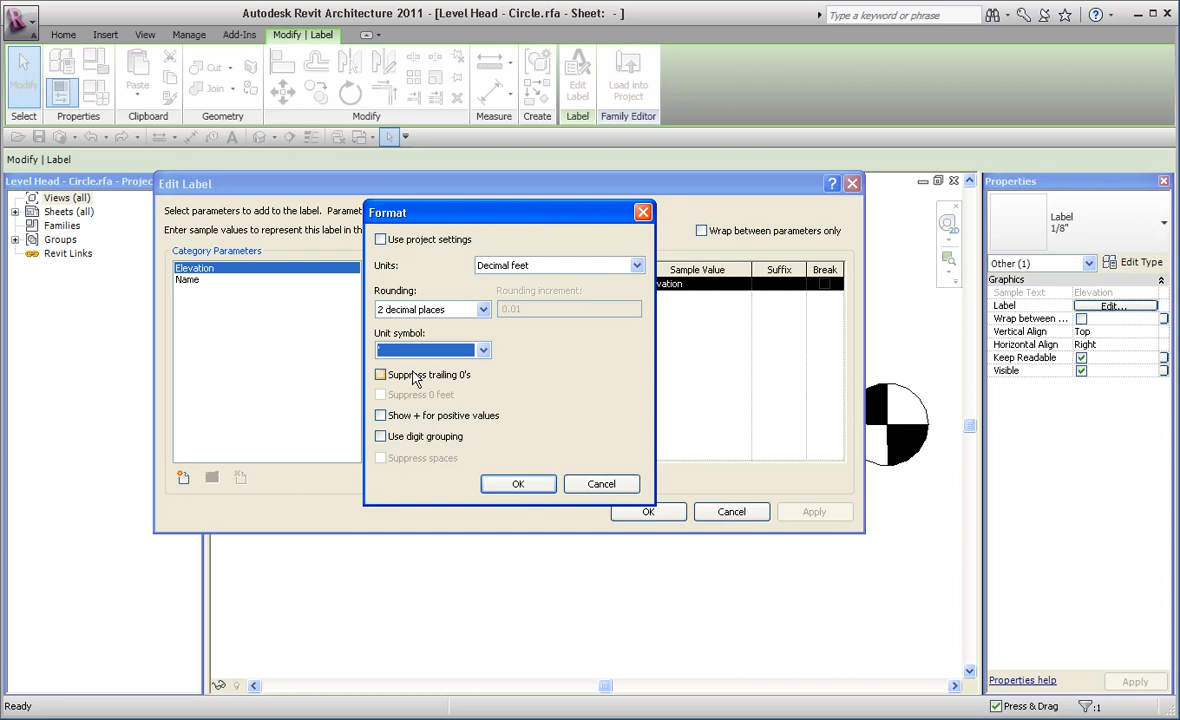 Autodesk Revit Architecture 2011 - [Level Head - Circle.rfa - Sheet: - ]
Type a keyword or phrase
Home Insert View Manage Add-Ins Modify | Label
Modify
Paste
Cut
Join
Edit Label
Load into Project
Select Properties Clipboard Geometry Modify Measure Create Label Family Editor
Modify | Label
Level Head - Circle.rfa - Projec
Views (all)
Sheets (all)
Families
Groups
Revit Links
Edit Label
Select parameters to add to the label. Paramet
Enter sample values to represent this label in th
Wrap between parameters only
Category Parameters
Elevation
Name
Sample Value Suffix Break
vation
OK Cancel Apply
Format
Use project settings
Units: Decimal feet
Rounding: Rounding increment:
2 decimal places 0.01
Unit symbol:
'
Suppress trailing 0's
Suppress 0 feet
Show + for positive values
Use digit grouping
Suppress spaces
OK Cancel
Properties
Label
1/8"
Other (1) Edit Type
Graphics
Sample Text Elevation
Label Edit...
Wrap between ...
Vertical Align Top
Horizontal Align Right
Keep Readable
Visible
Properties help Apply
Ready
Press & Drag :1